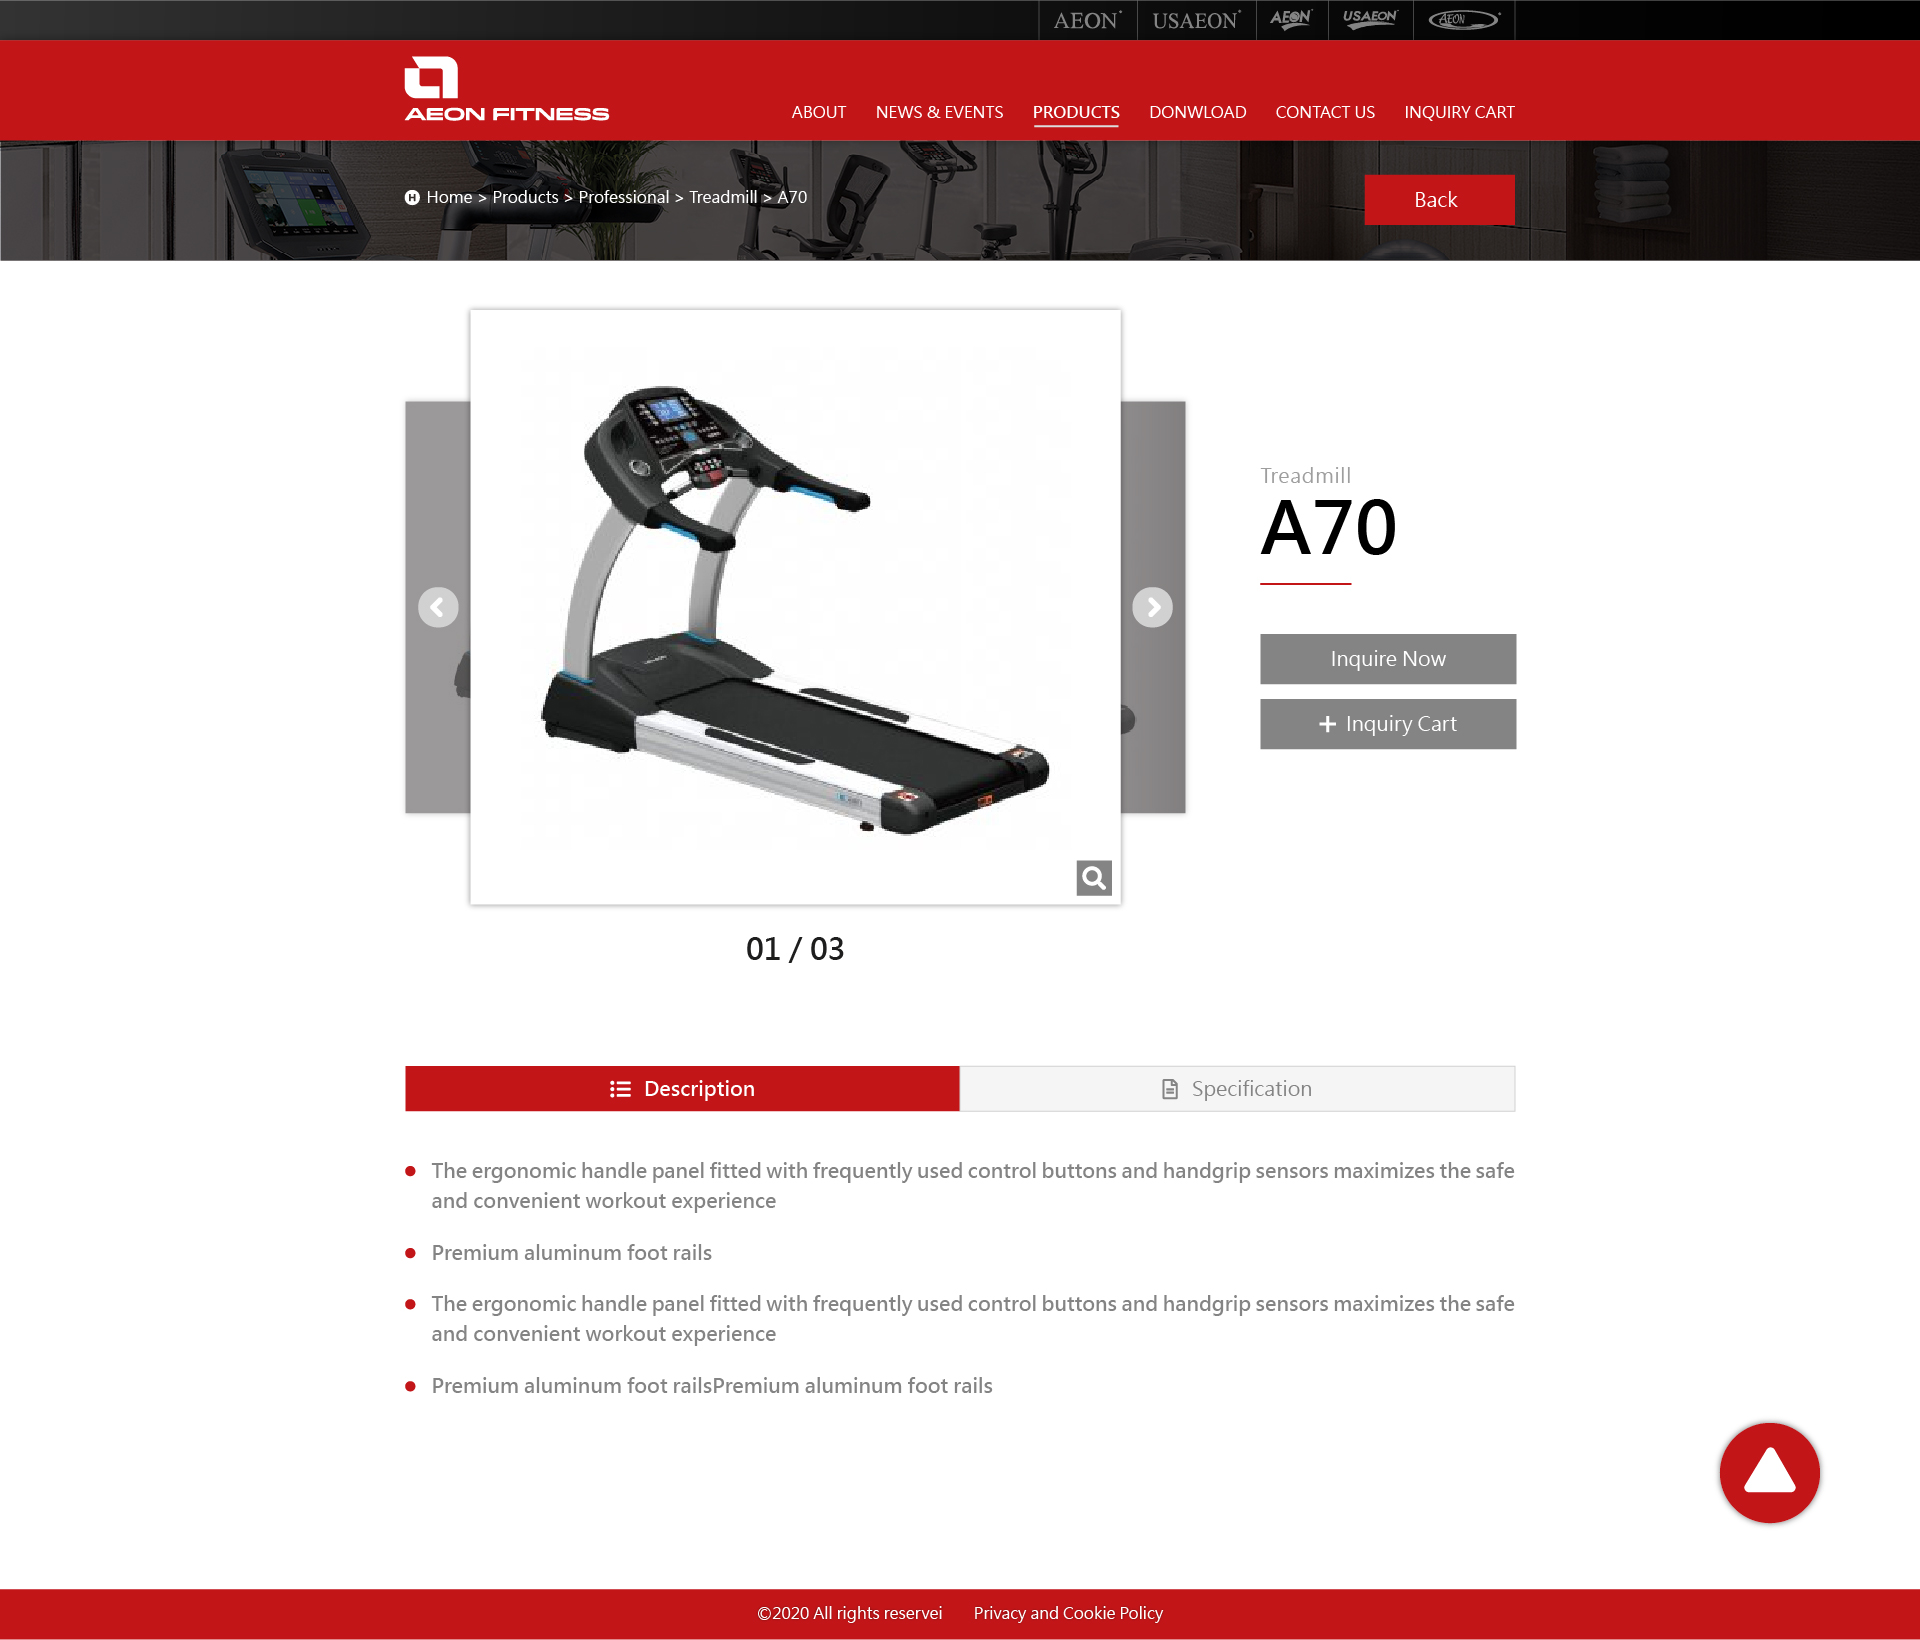 AEON USAEON AEON USAEON AEON
AEON FITNESS
ABOUT NEWS & EVENTS PRODUCTS DONWLOAD CONTACT US INQUIRY CART
Home > Products > Professional > Treadmill > A70
Back
Treadmill
A70
Inquire Now
+ Inquiry Cart
01 / 03
Description Specification
The ergonomic handle panel fitted with frequently used control buttons and handgrip sensors maximizes the safe
and convenient workout experience
Premium aluminum foot rails
The ergonomic handle panel fitted with frequently used control buttons and handgrip sensors maximizes the safe
and convenient workout experience
Premium aluminum foot railsPremium aluminum foot rails
©2020 All rights reservei Privacy and Cookie Policy